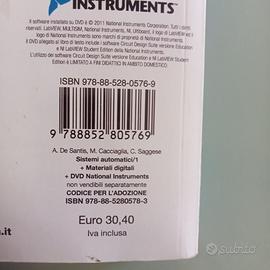 INSTRUMENTS™
Il software installato su DVD è © 2011 National Instruments Corporation. Tutti i diritti
riservati. LabVIEW, MULTISIM, National Instruments, NI, Ultiboard, il logo
logo di National Instruments sono marchi di proprietà di National Instruments.
Il DVD allegato al libro di testo include i software Circuit Design Suite versione Education
e NI LabVIEW Student Edition della National Instruments.
L'utilizzo dei software Circuit Design Suite versione Education e NI LabVIEW Student
Edition è LIMITATO A FINI DIDATTICI IN AMBITO DOMESTICO.
ISBN 978-88-528-0576-9
9 788852 805769
A. De Santis, M. Cacciaglia, C. Saggese
Sistemi automatici/1
+ Materiali digitali
+ DVD National Instruments
non vendibili separatamente
CODICE PER L'ADOZIONE
ISBN 978-88-5280578-3
Euro 30,40
Iva inclusa
.it
subito